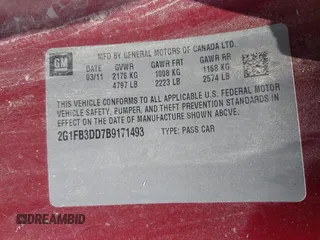 GM
MFD BY GENERAL MOTORS OF CANADA LTD.
DATE GVWR GAWR FRT GAWR RR
03/11 2176 KG 1008 KG 1168 KG
4797 LB 2223 LB 2574 LB
THIS VEHICLE CONFORMS TO ALL APPLICABLE U.S. FEDERAL MOTOR
VEHICLE SAFETY, BUMPER, AND THEFT PREVENTION STANDARDS IN
EFFECT ON THE DATE OF MANUFACTURE SHOWN ABOVE.
2G1FB3DD7B9171493 TYPE: PASS CAR
DREAMBID